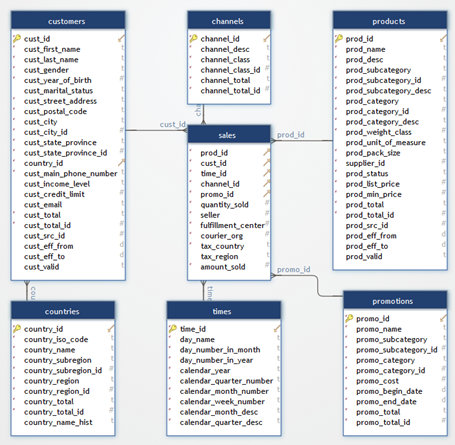 customers
cust_id
cust_first_name
cust_last_name
cust_gender
cust_year_of_birth
cust_marital_status
cust_street_address
cust_postal_code
cust_city
cust_city_id
cust_state_province
cust_state_province_id
country_id
cust_main_phone_number
cust_income_level
cust_credit_limit
cust_email
cust_total
cust_total_id
cust_src_id
cust_eff_from
cust_eff_to
cust_valid
channels
channel_id
channel_desc
channel_class
channel_class_id
channel_total
channel_total_id
products
prod_id
prod_name
prod_desc
prod_subcategory
prod_subcategory_id
prod_subcategory_desc
prod_category
prod_category_id
prod_category_desc
prod_weight_class
prod_unit_of_measure
prod_pack_size
supplier_id
prod_status
prod_list_price
prod_min_price
prod_total
prod_total_id
prod_src_id
prod_eff_from
prod_eff_to
prod_valid
cha
cust_id
prod_id
sales
prod_id
cust_id
time_id
channel_id
promo_id
quantity_sold
seller
fulfillment_center
courier_org
tax_country
tax_region
amount_sold
promo_id
cou
time
countries
country_id
country_iso_code
country_name
country_subregion
country_subregion_id
country_region
country_region_id
country_total
country_total_id
country_name_hist
times
time_id
day_name
day_number_in_month
day_number_in_year
calendar_year
calendar_quarter_number
calendar_month_number
calendar_week_number
calendar_month_desc
calendar_quarter_desc
promotions
promo_id
promo_name
promo_subcategory
promo_subcategory_id
promo_category
promo_category_id
promo_cost
promo_begin_date
promo_end_date
promo_total
promo_total_id